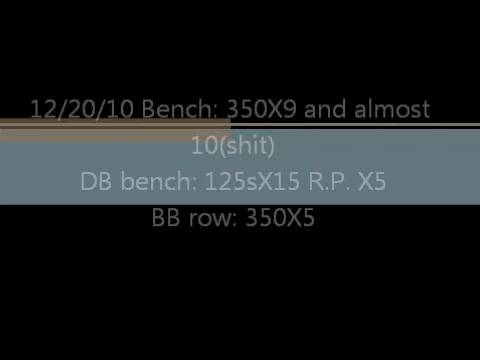 12/20/10 Bench: 350X9 and almost
10(shit)
DB bench: 125sX15 R.P. X5
BB row: 350X5